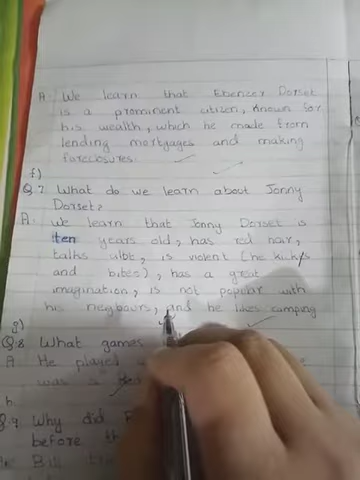 A. We learn that Ebenezer Dorset
is a prominent citizen, known for
his wealth, which he made from
lending mortgages and making
foreclosures.
f)
Q.7 What do we learn about Jonny
Dorset?
A. We learn that Jonny Dorset is
ten years old, has red hair,
talks alot, is violent (he kicks
and bites), has a great
imagination, is not popular with
his neigbours, and he likes camping
g)
Q.8 What games
A He played
was a
h.
Q.9 Why did
before
Bill